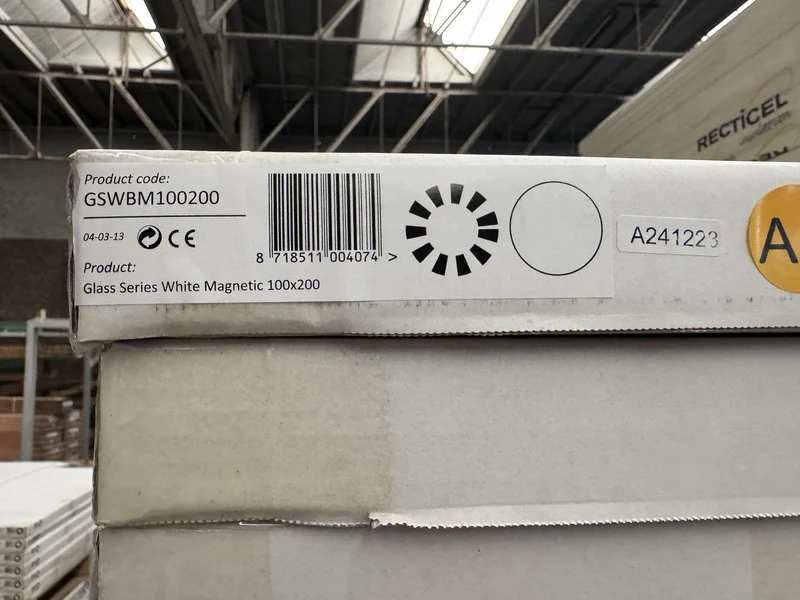 Product code:
GSWBM100200
04-03-13 CE
Product:
Glass Series White Magnetic 100x200
8 718511 004074 >
A241223
A
RECTICEL